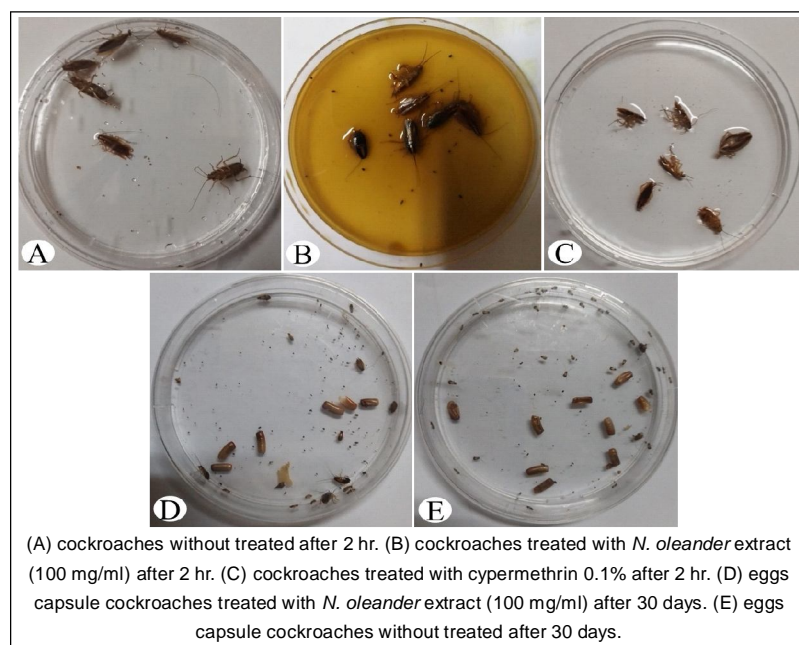 A
B
C
D
E
(A) cockroaches without treated after 2 hr. (B) cockroaches treated with N. oleander extract
(100 mg/ml) after 2 hr. (C) cockroaches treated with cypermethrin 0.1% after 2 hr. (D) eggs
capsule cockroaches treated with N. oleander extract (100 mg/ml) after 30 days. (E) eggs
capsule cockroaches without treated after 30 days.